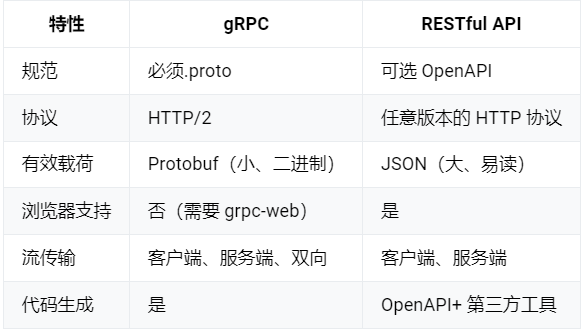 特性 gRPC RESTful API
规范 必须.proto 可选 OpenAPI
协议 HTTP/2 任意版本的 HTTP 协议
有效载荷 Protobuf（小、二进制） JSON（大、易读）
浏览器支持 否（需要 grpc-web） 是
流传输 客户端、服务端、双向 客户端、服务端
代码生成 是 OpenAPI+ 第三方工具